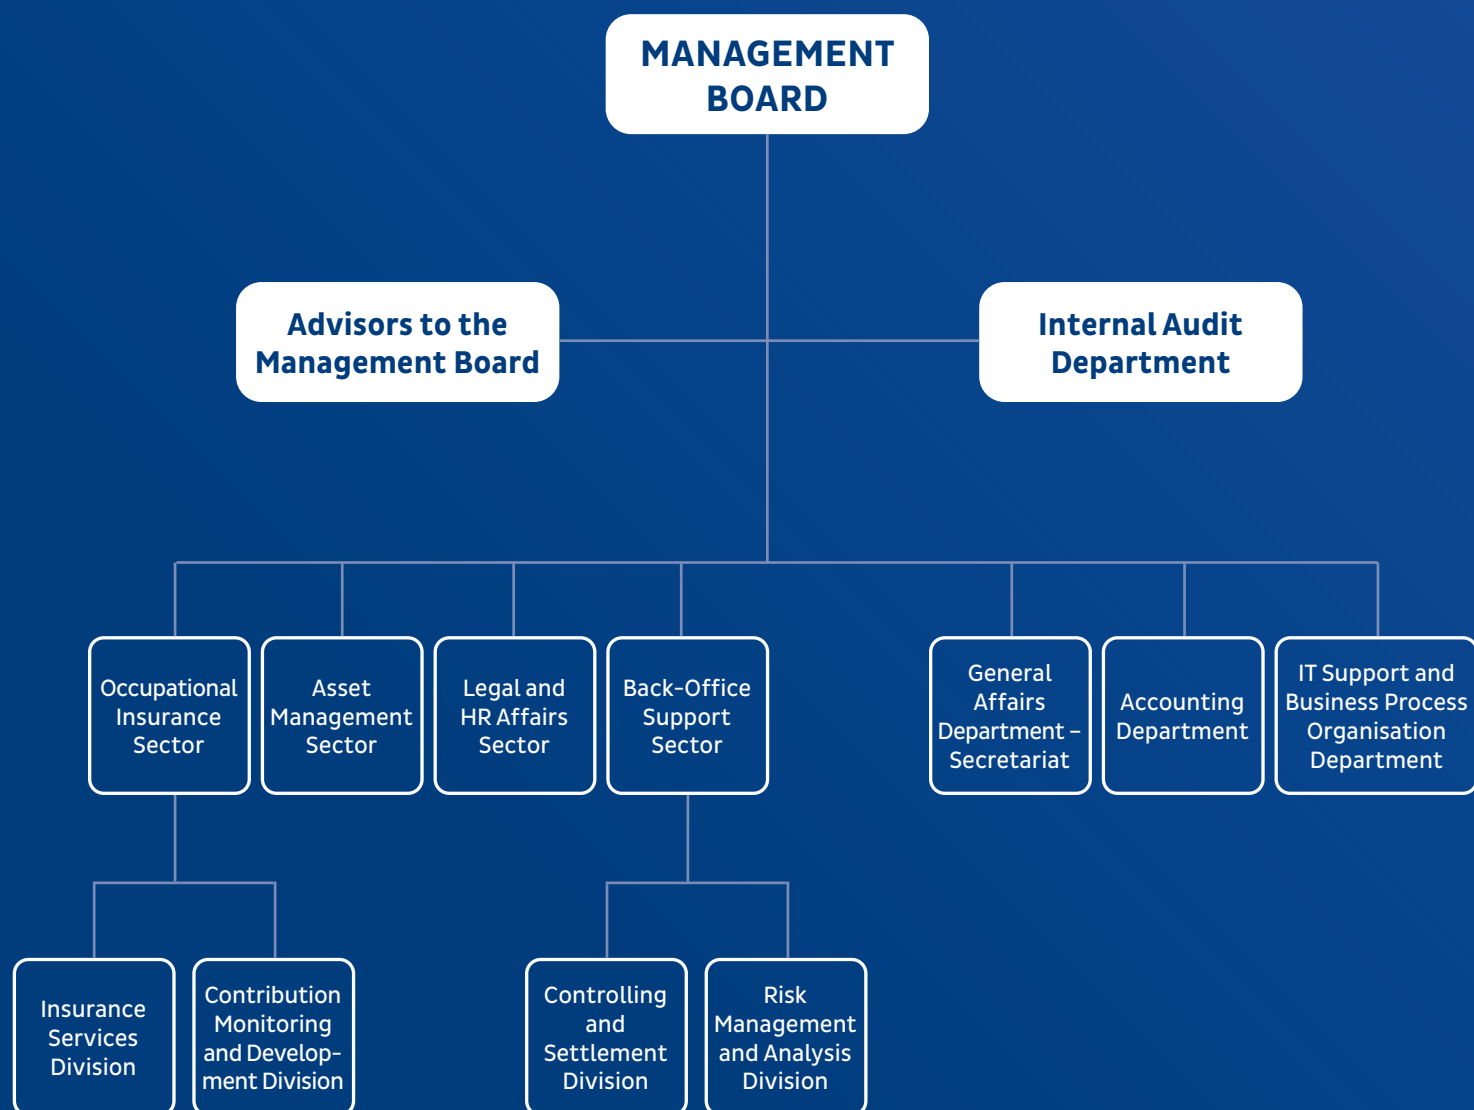 MANAGEMENT
BOARD
Advisors to the
Management Board
Internal Audit
Department
Occupational
Insurance
Sector
Asset
Management
Sector
Legal and
HR Affairs
Sector
Back-Office
Support
Sector
General
Affairs
Department –
Secretariat
Accounting
Department
IT Support and
Business Process
Organisation
Department
Insurance
Services
Division
Contribution
Monitoring
and Develop-
ment Division
Controlling
and
Settlement
Division
Risk
Management
and Analysis
Division